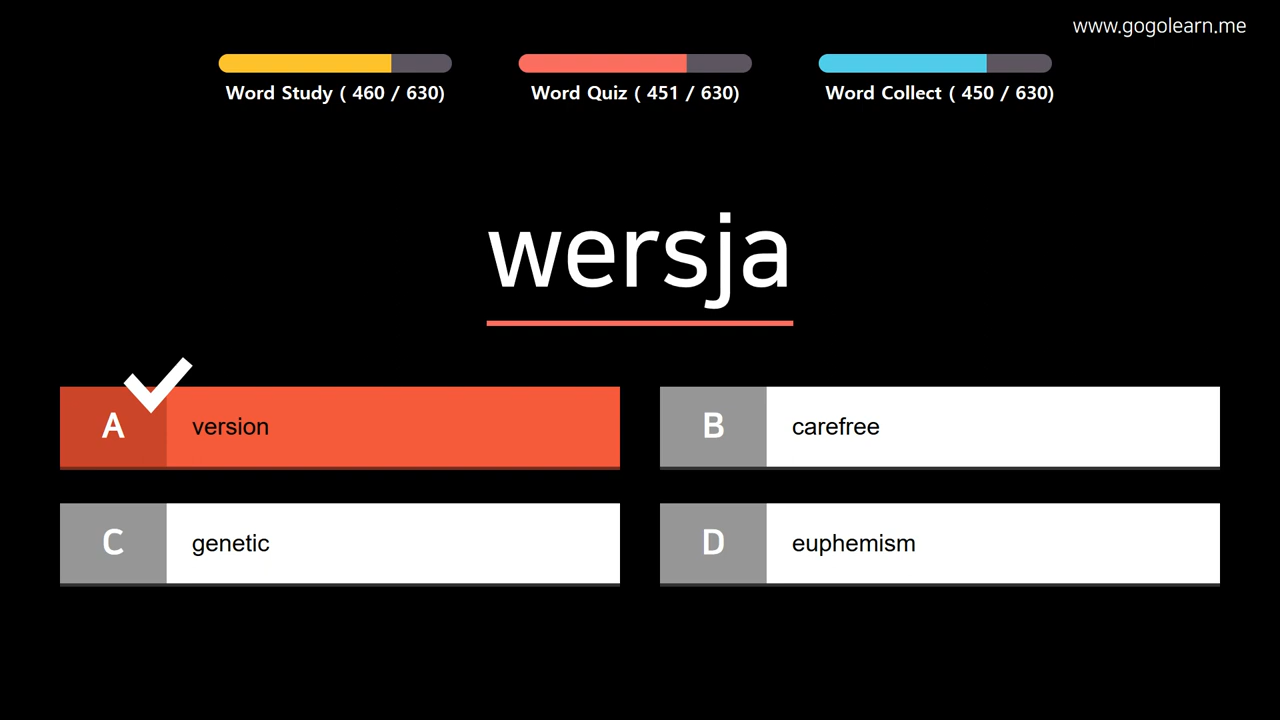 www.gogolearn.me
Word Study ( 460 / 630)
Word Quiz ( 451 / 630)
Word Collect ( 450 / 630)
wersja
A version
B carefree
C genetic
D euphemism